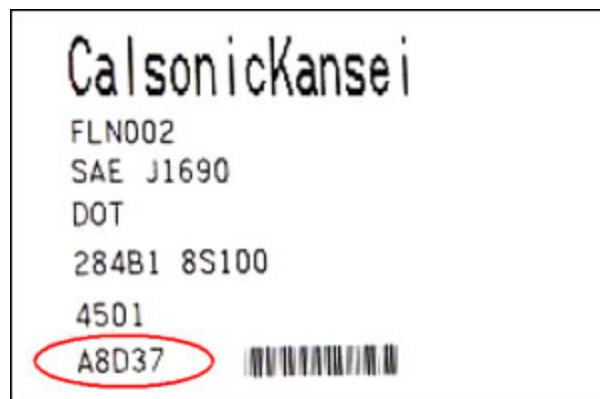 CalsonicKansei
FLN002
SAE J1690
DOT
284B1 8S100
4501
A8D37